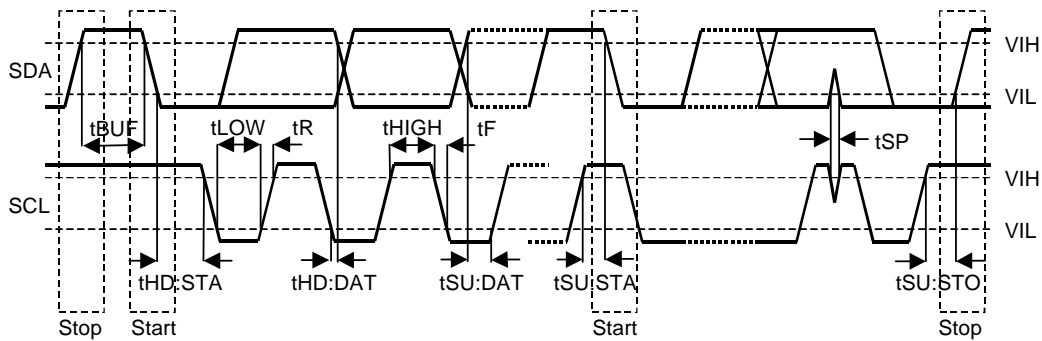 SDA
VIH
VIL
tBUF
tLOW
tR
tHIGH
tF
tSP
SCL
VIH
VIL
tHD:STA
tHD:DAT
tSU:DAT
tSU:STA
tSU:STO
Stop
Start
Start
Stop